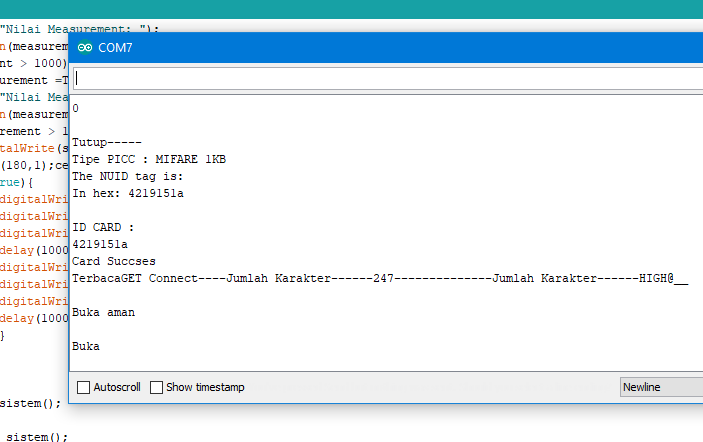 "Nilai Measurement: ");
n(measurem
nt > 1000)
urement =T
"Nilai Mea
n(measurem
rement > 1
talWrite(s
(180,1);ce
rue){
digitalWri
digitalWri
digitalWri
delay(1000
digitalWri
digitalWri
digitalWri
delay(1000
}
sistem();
sistem();
COM7
0
Tutup-----
Tipe PICC : MIFARE 1KB
The NUID tag is:
In hex: 4219151a
ID CARD :
4219151a
Card Succses
TerbacaGET Connect----Jumlah Karakter------247--------------Jumlah Karakter------HIGH@__
Buka aman
Buka
Autoscroll Show timestamp Newline